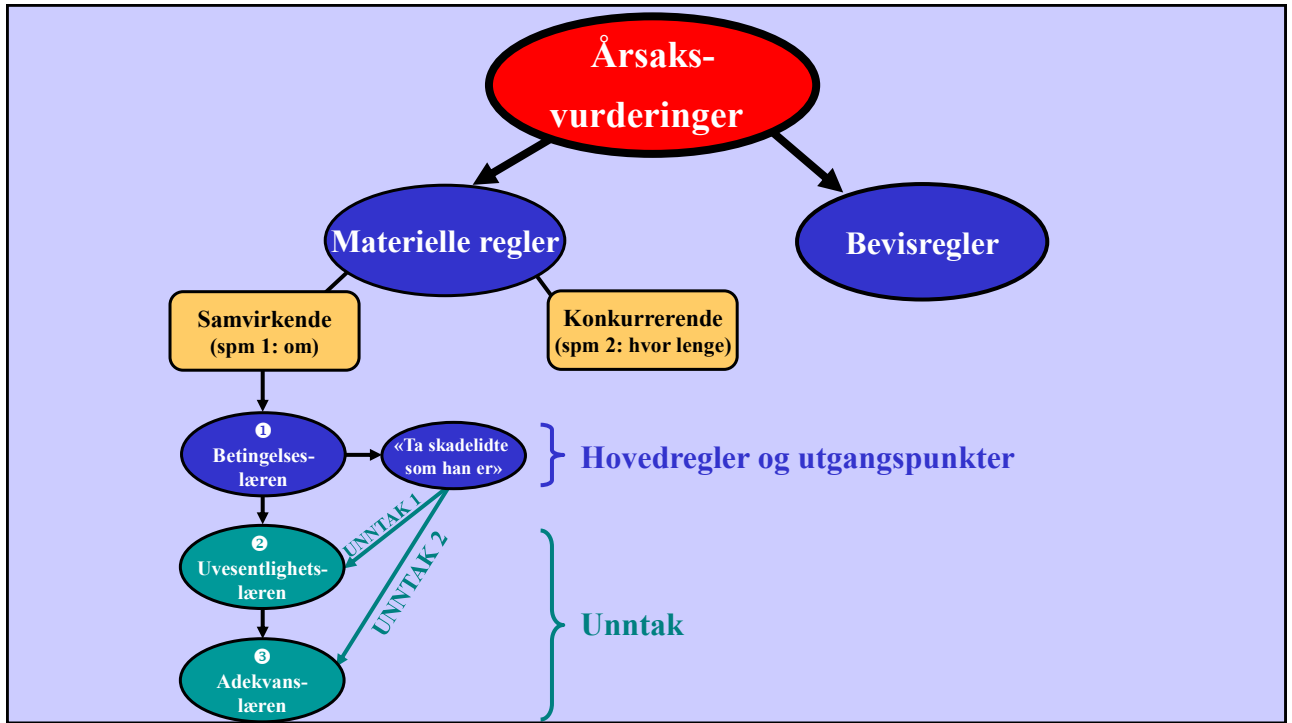 Årsaks-
vurderinger
Materielle regler
Bevisregler
Samvirkende
(spm 1: om)
Konkurrerende
(spm 2: hvor lenge)
❶
Betingelses-
læren
«Ta skadelidte
som han er»
Hovedregler og utgangspunkter
UNNTAK 1
UNNTAK 2
❷
Uvesentlighets-
læren
Unntak
❸
Adekvans-
læren